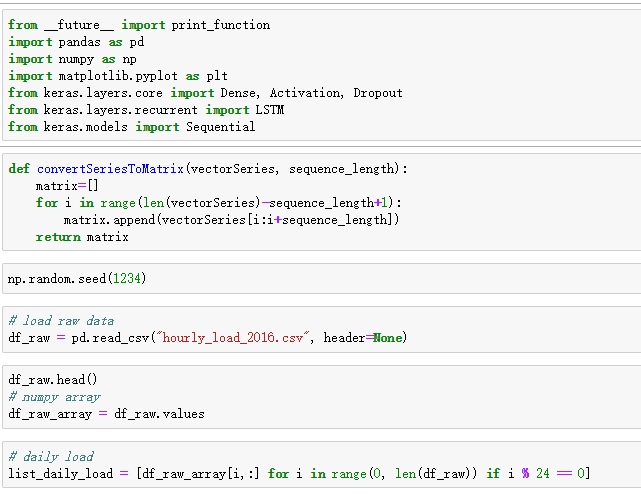 from __future__ import print_function
import pandas as pd
import numpy as np
import matplotlib.pyplot as plt
from keras.layers.core import Dense, Activation, Dropout
from keras.layers.recurrent import LSTM
from keras.models import Sequential
def convertSeriesToMatrix(vectorSeries, sequence_length):
    matrix=[]
    for i in range(len(vectorSeries)-sequence_length+1):
        matrix.append(vectorSeries[i:i+sequence_length])
    return matrix
np.random.seed(1234)
# load raw data
df_raw = pd.read_csv("hourly_load_2016.csv", header=None)
df_raw.head()
# numpy array
df_raw_array = df_raw.values
# daily load
list_daily_load = [df_raw_array[i,:] for i in range(0, len(df_raw)) if i % 24 == 0]